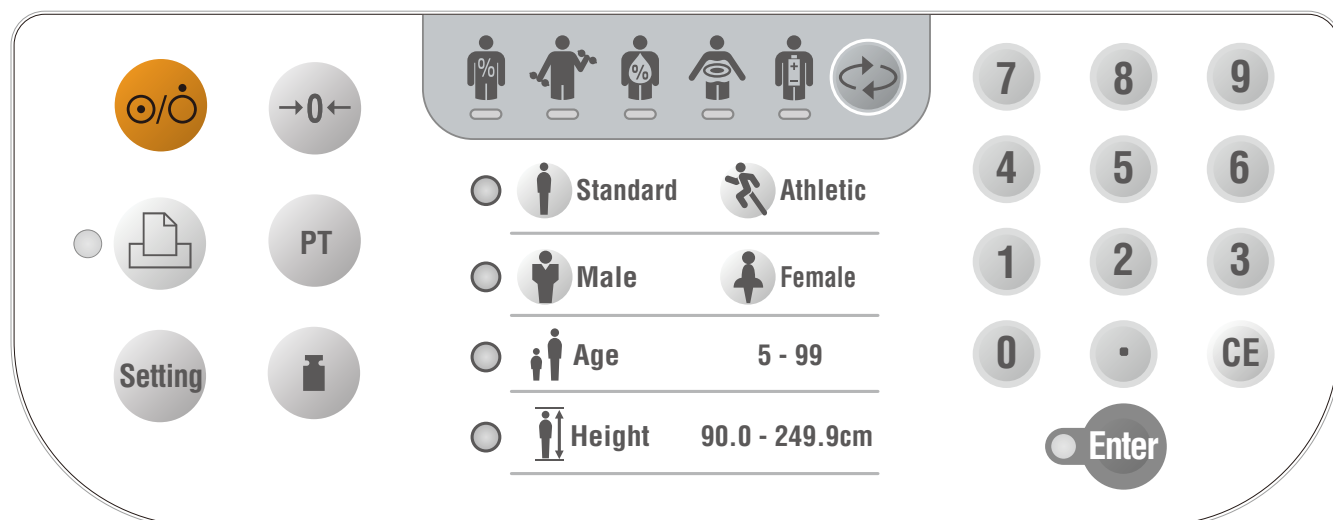 % %
→0←
PT
Setting
Standard Athletic
Male Female
Age 5 - 99
Height 90.0 - 249.9cm
7 8 9
4 5 6
1 2 3
0 . CE
Enter